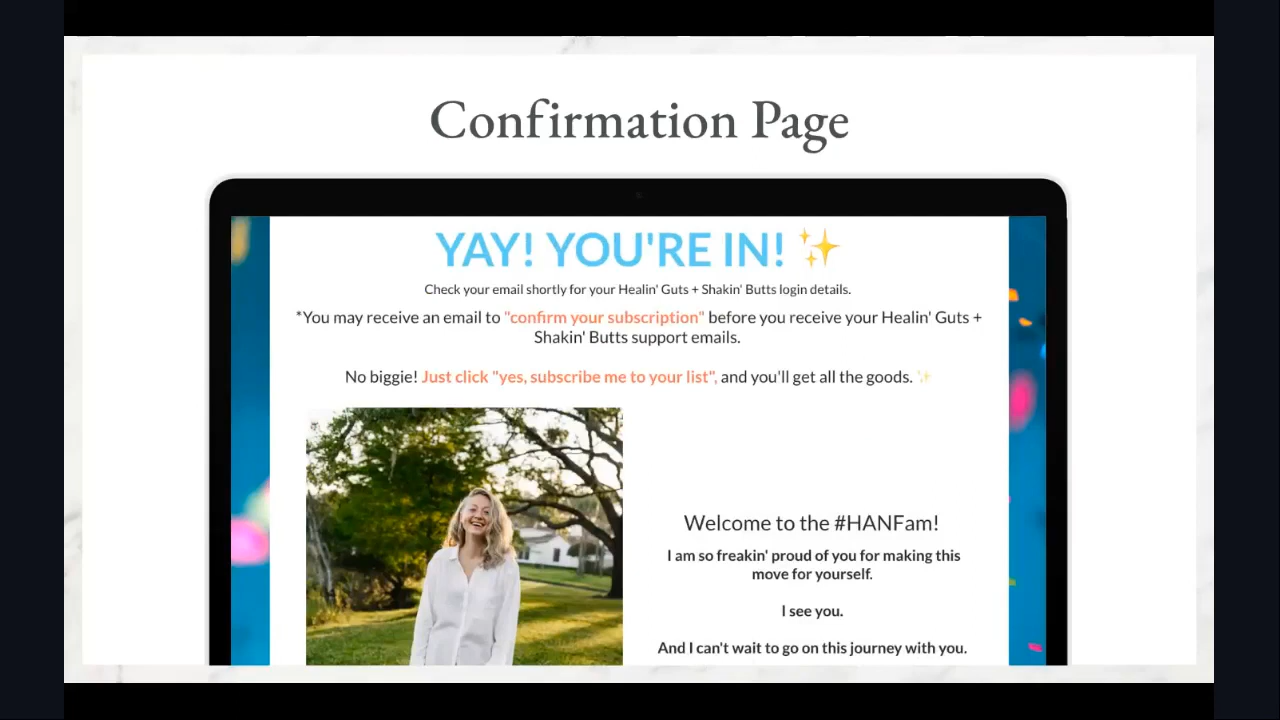 Confirmation Page
YAY! YOU'RE IN! ✨
Check your email shortly for your Healin' Guts + Shakin' Butts login details.
*You may receive an email to "confirm your subscription" before you receive your Healin' Guts +
Shakin' Butts support emails.
No biggie! Just click "yes, subscribe me to your list", and you'll get all the goods. ✨
Welcome to the #HANFam!
I am so freakin' proud of you for making this
move for yourself.
I see you.
And I can't wait to go on this journey with you.